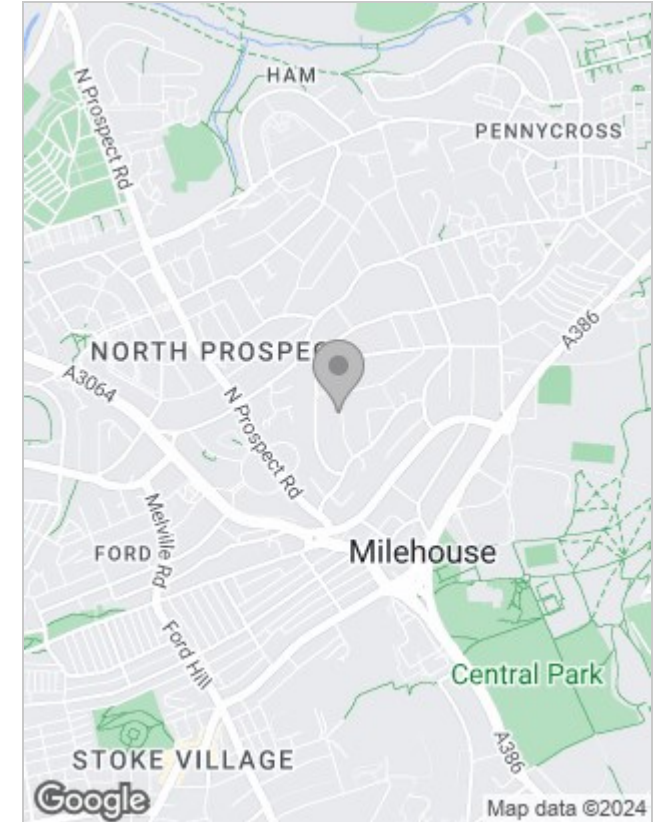 HAM
N Prospect Rd
PENNYCROSS
A386
NORTH PROSPEC
A3064
N Prospect Rd
Melville Rd
Milehouse
FORD
Ford Hill
Central Park
A386
STOKE VILLAGE
Google
Map data ©2024